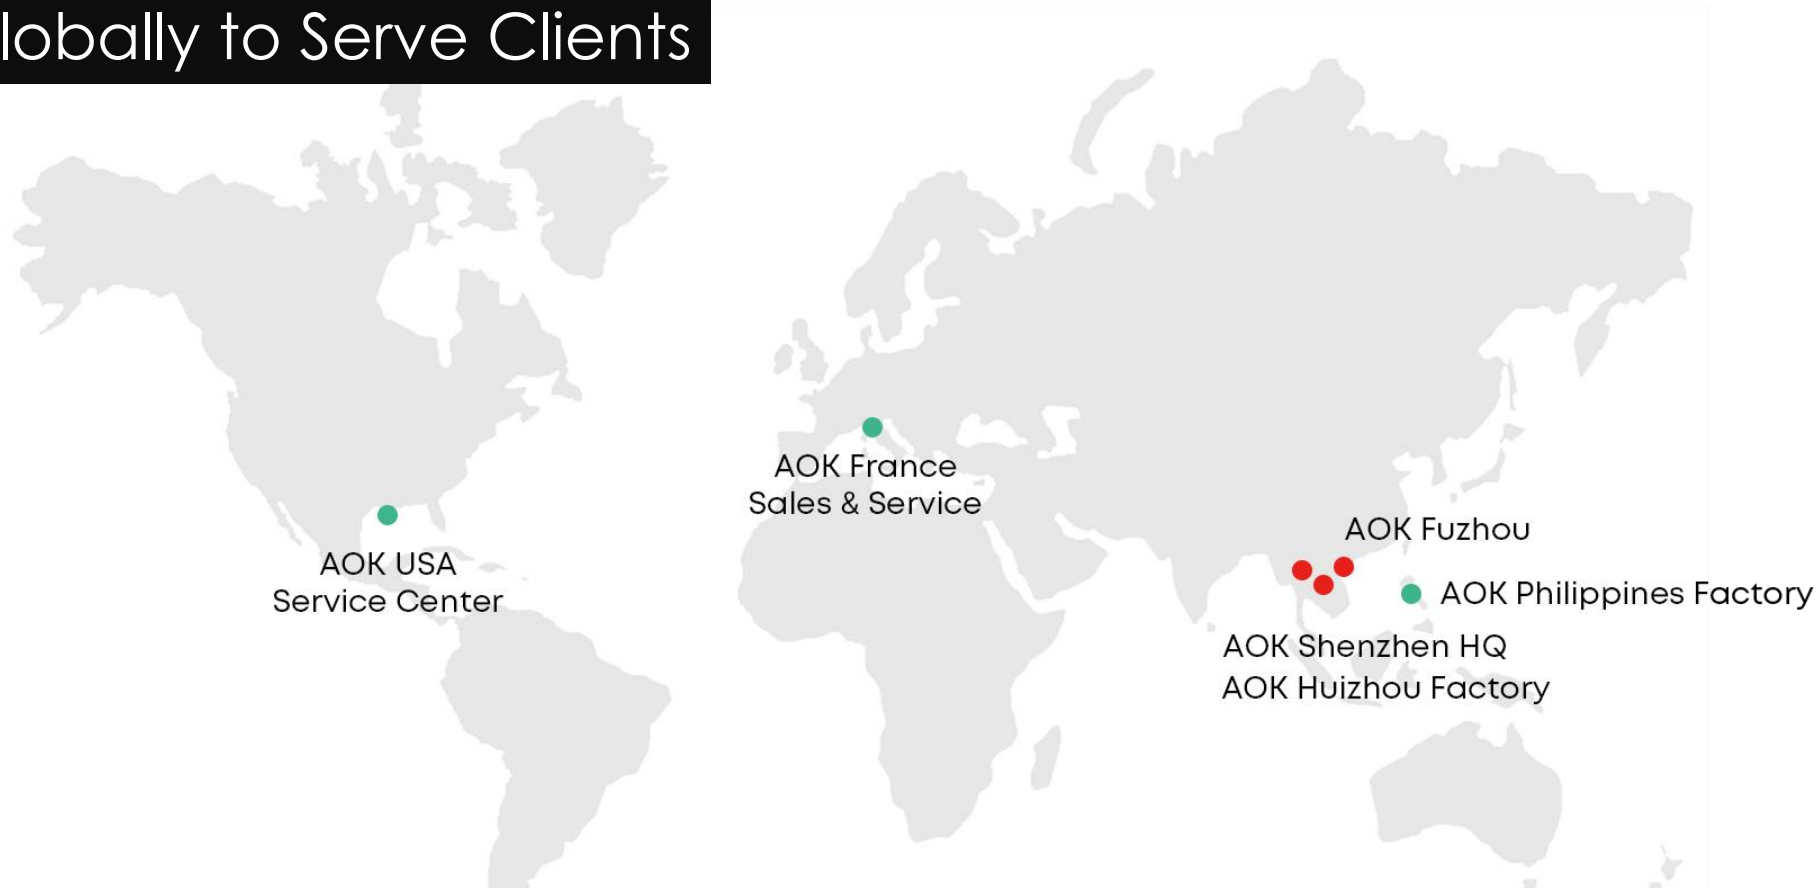 lobally to Serve Clients
AOK France
Sales & Service
AOK USA
Service Center
AOK Fuzhou
AOK Philippines Factory
AOK Shenzhen HQ
AOK Huizhou Factory